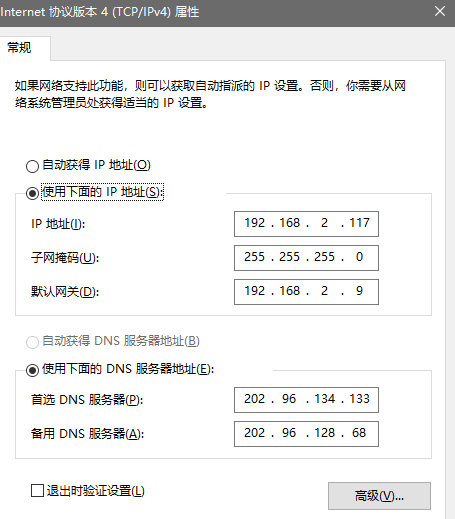 Internet 协议版本 4 (TCP/IPv4) 属性
常规
如果网络支持此功能，则可以获取自动指派的 IP 设置。否则，你需要从网
络系统管理员处获得适当的 IP 设置。
自动获得 IP 地址(O)
使用下面的 IP 地址(S):
IP 地址(I): 192 . 168 . 2 . 117
子网掩码(U): 255 . 255 . 255 . 0
默认网关(D): 192 . 168 . 2 . 9
自动获得 DNS 服务器地址(B)
使用下面的 DNS 服务器地址(E):
首选 DNS 服务器(P): 202 . 96 . 134 . 133
备用 DNS 服务器(A): 202 . 96 . 128 . 68
退出时验证设置(L)
高级(V)...